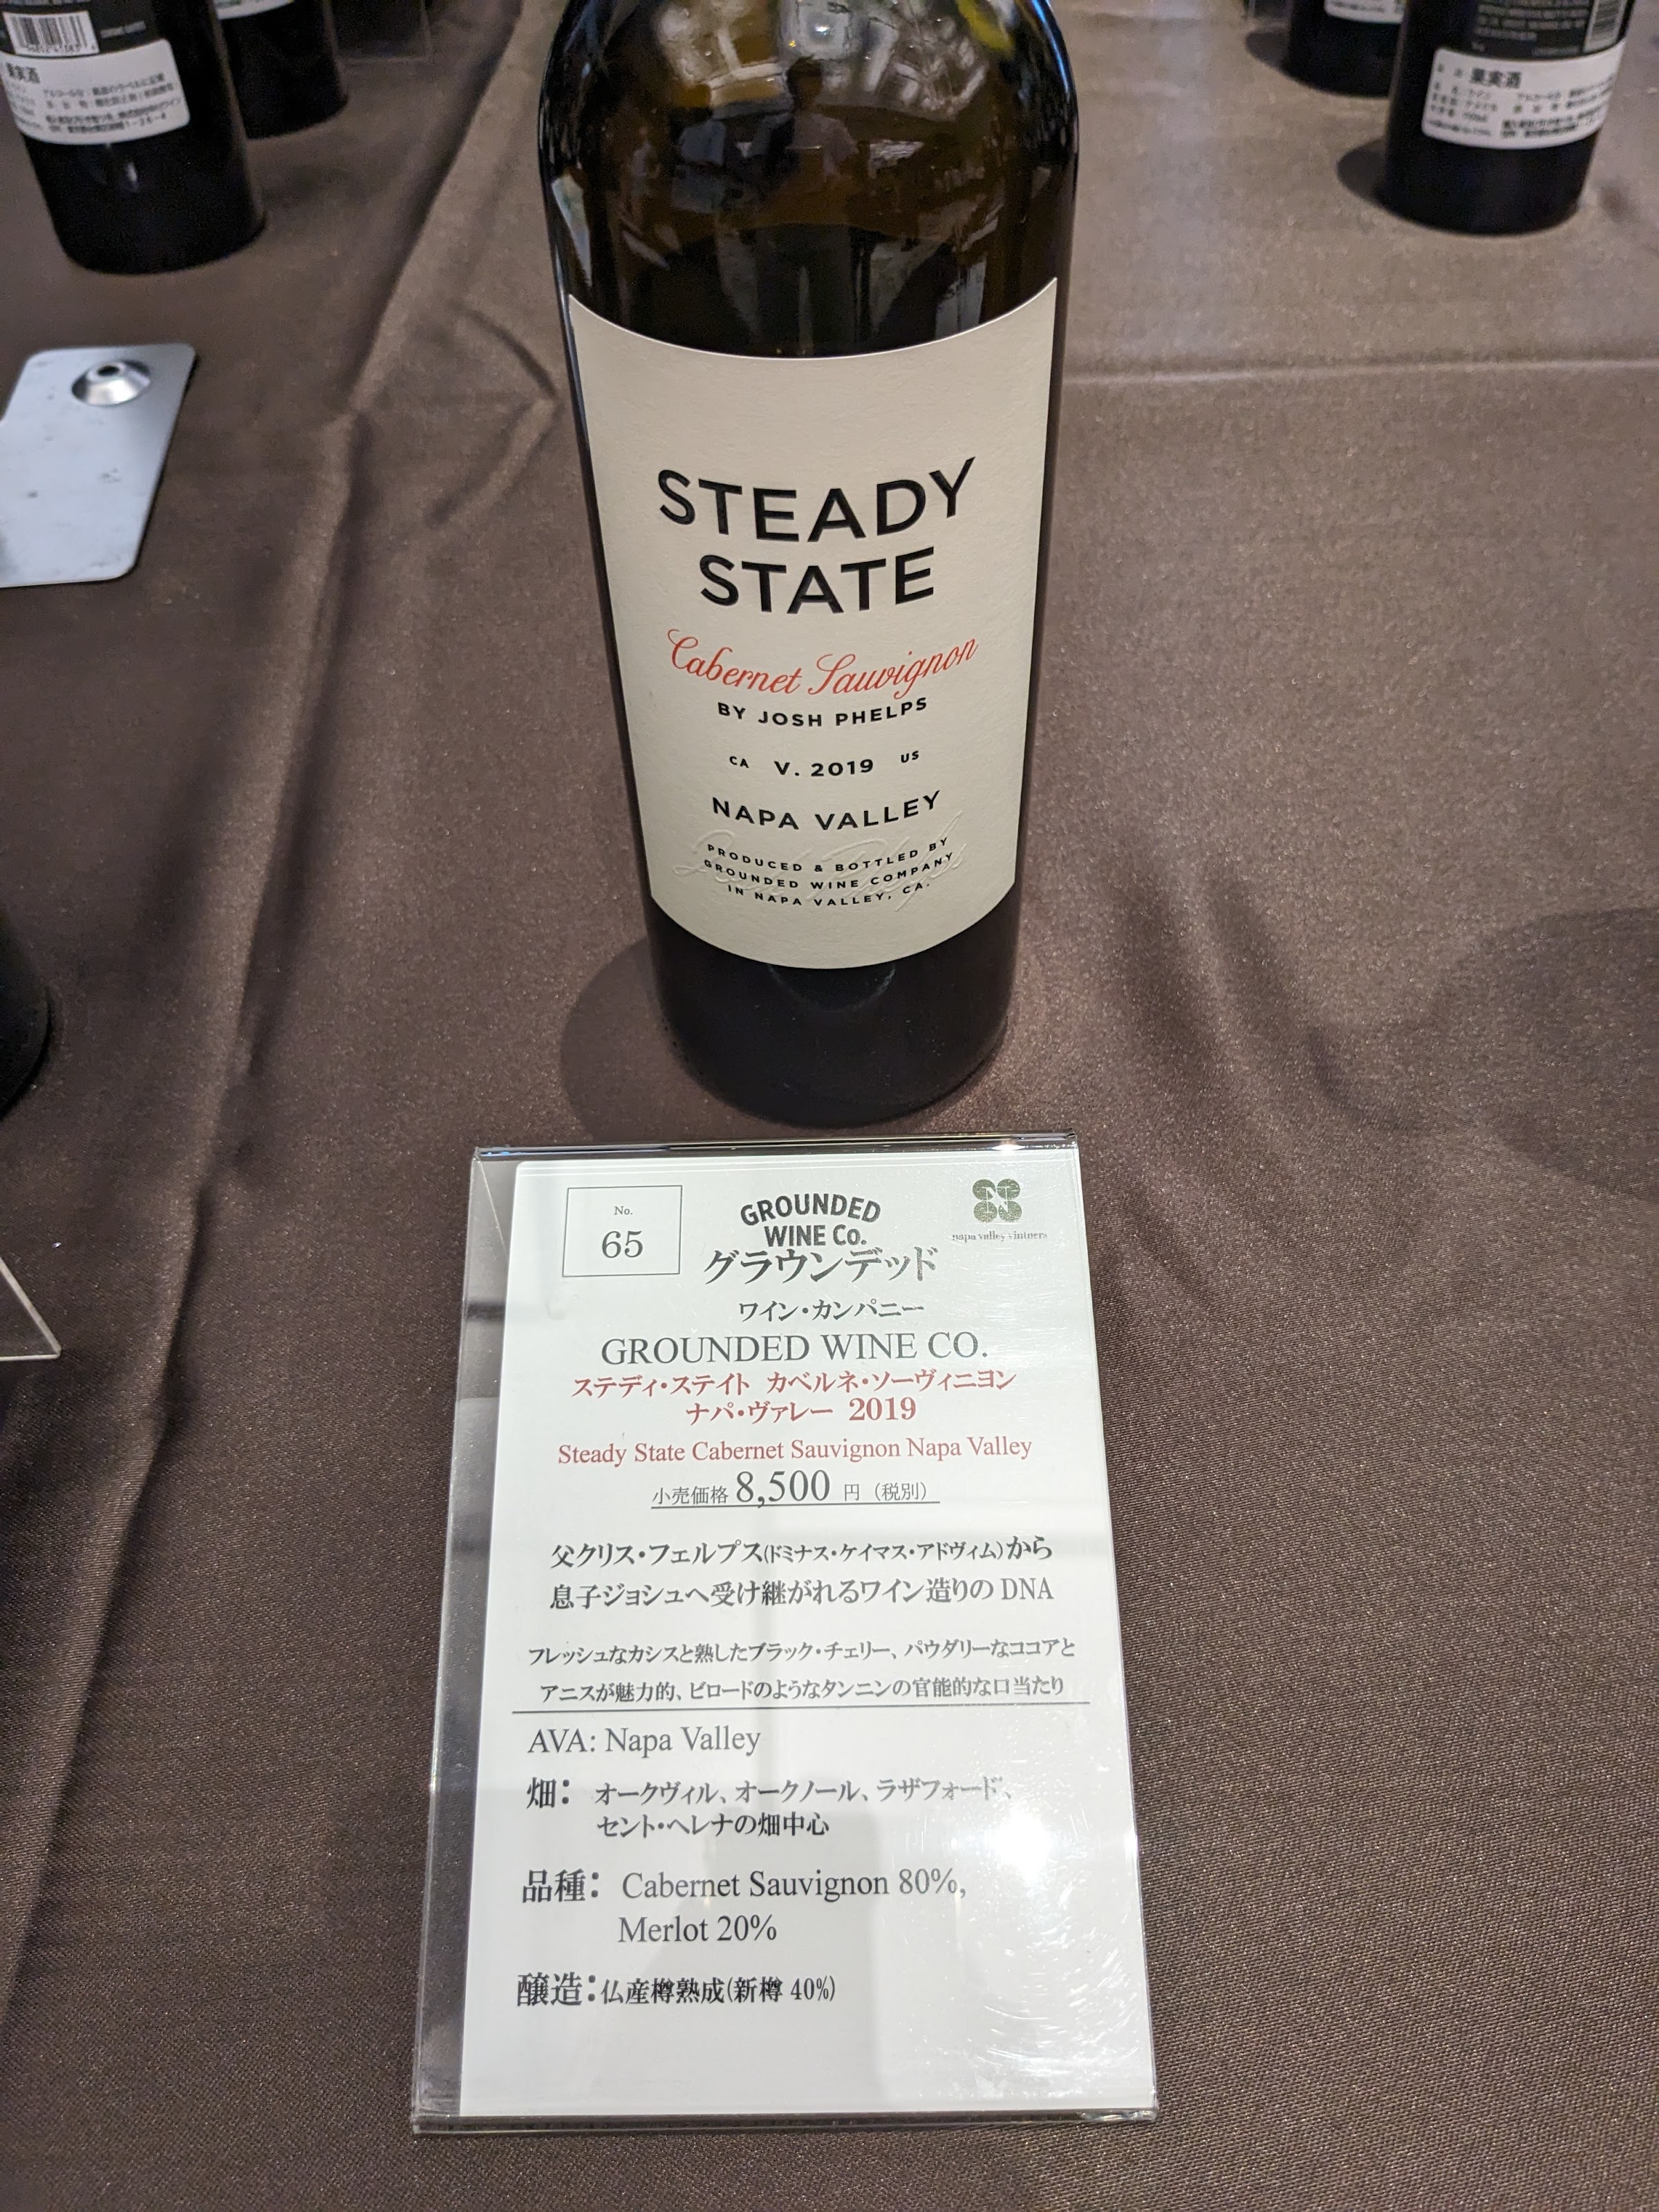 果実酒
果実酒
STEADY
STATE
Cabernet Sauvignon
BY JOSH PHELPS
CA V. 2019 US
NAPA VALLEY
PRODUCED & BOTTLED BY
GROUNDED WINE COMPANY
IN NAPA VALLEY, CA.
No.
65
GROUNDED
WINE Co.
napa valley vintners
グラウンデッド
ワイン・カンパニー
GROUNDED WINE CO.
ステディ・ステイト カベルネ・ソーヴィニヨン
ナパ・ヴァレー 2019
Steady State Cabernet Sauvignon Napa Valley
小売価格 8,500 円（税別）
父クリス・フェルプス(ドミナス・ケイマス・アドヴィム)から
息子ジョシュへ受け継がれるワイン造りの DNA
フレッシュなカシスと熟したブラック・チェリー、パウダリーなココアと
アニスが魅力的、ビロードのようなタンニンの官能的な口当たり
AVA: Napa Valley
畑： オークヴィル、オークノール、ラザフォード、
セント・ヘレナの畑中心
品種： Cabernet Sauvignon 80%,
Merlot 20%
醸造：仏産樽熟成(新樽 40%)